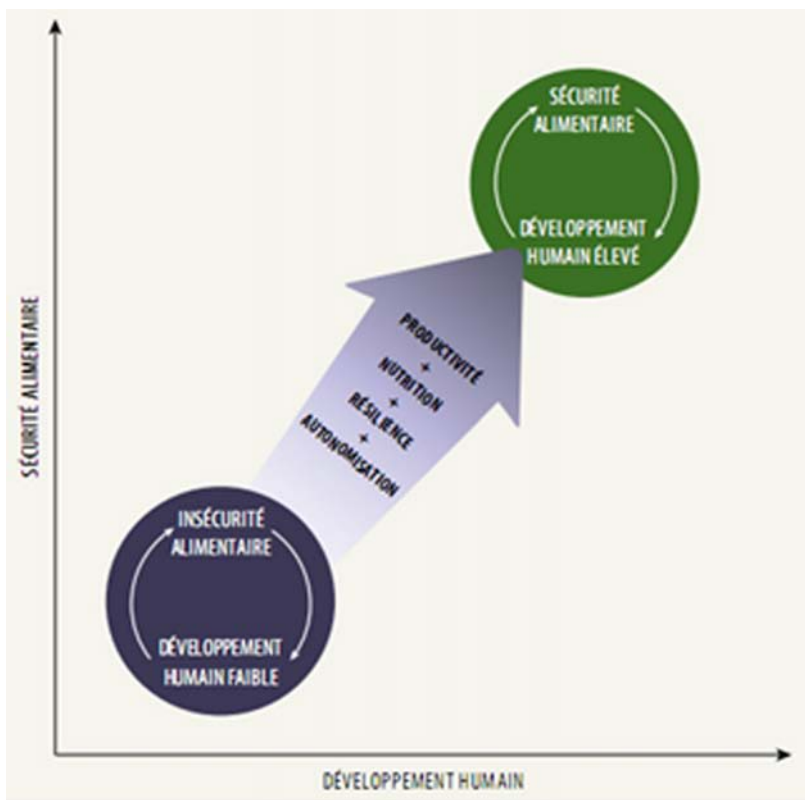 SÉCURITÉ
ALIMENTAIRE
DÉVELOPPEMENT
HUMAIN ÉLEVÉ
PRODUCTIVITÉ
+
NUTRITION
+
RÉSILIENCE
+
AUTONOMISATION
INSÉCURITÉ
ALIMENTAIRE
DÉVELOPPEMENT
HUMAIN FAIBLE
SÉCURITÉ ALIMENTAIRE
DÉVELOPPEMENT HUMAIN